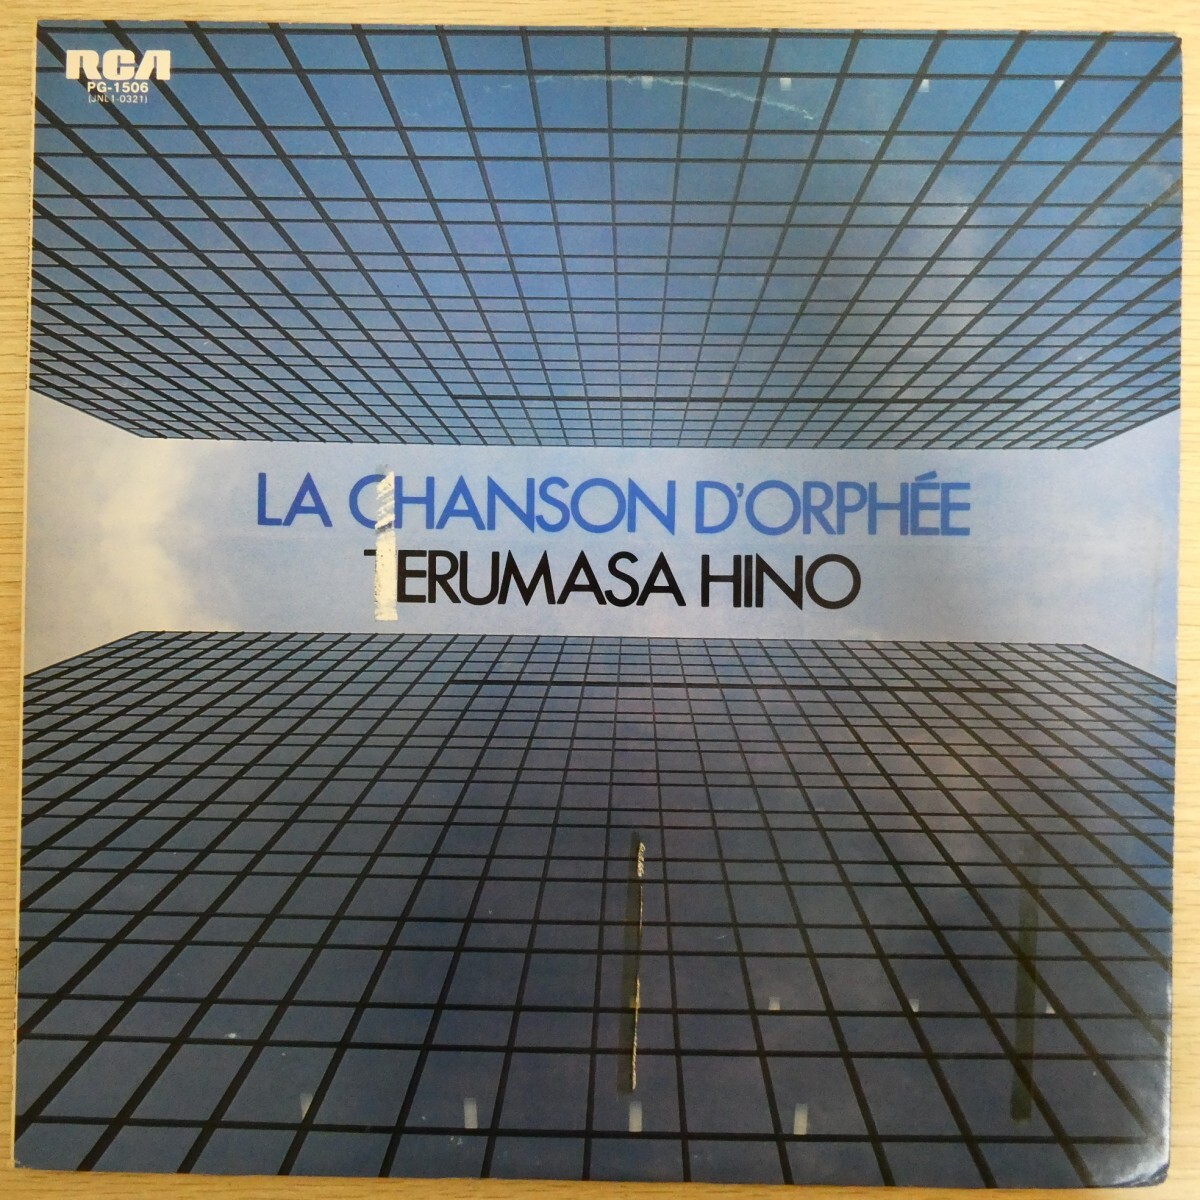 RCA
PG-1506
(JNL1-0321)
LA CHANSON D'ORPHÉE
TERUMASA HINO